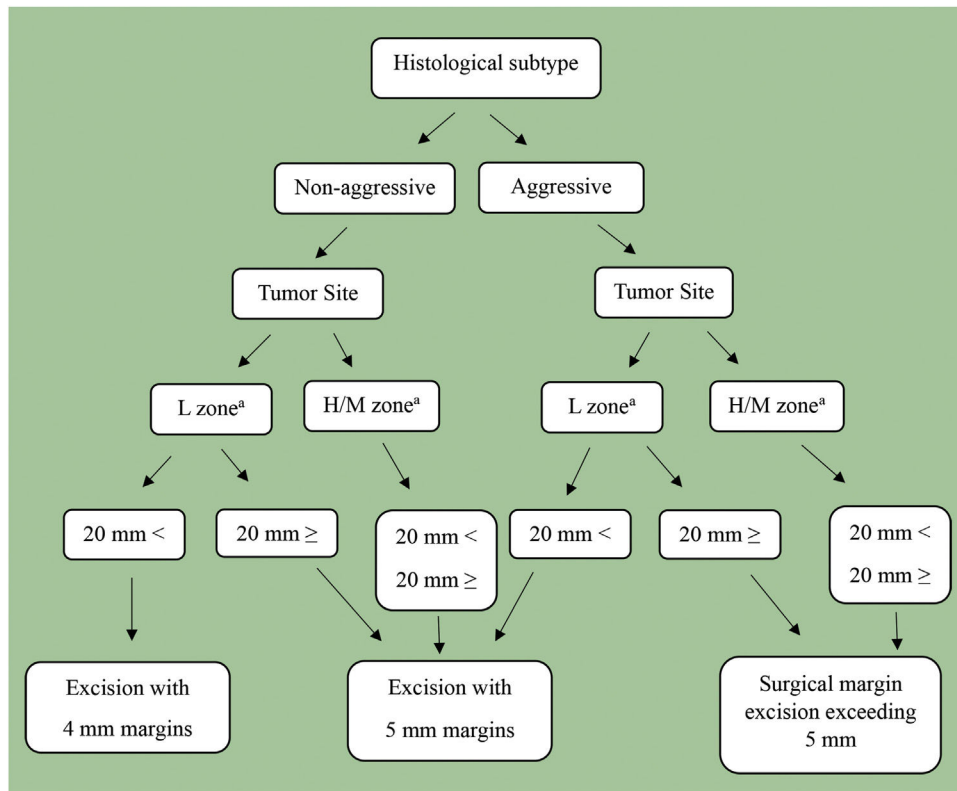 Histological subtype
Non-aggressive
Aggressive
Tumor Site
Tumor Site
L zoneᵃ
H/M zoneᵃ
L zoneᵃ
H/M zoneᵃ
20 mm <
20 mm ≥
20 mm <
20 mm ≥
20 mm <
20 mm ≥
20 mm <
20 mm ≥
Excision with
4 mm margins
Excision with
5 mm margins
Surgical margin
excision exceeding
5 mm